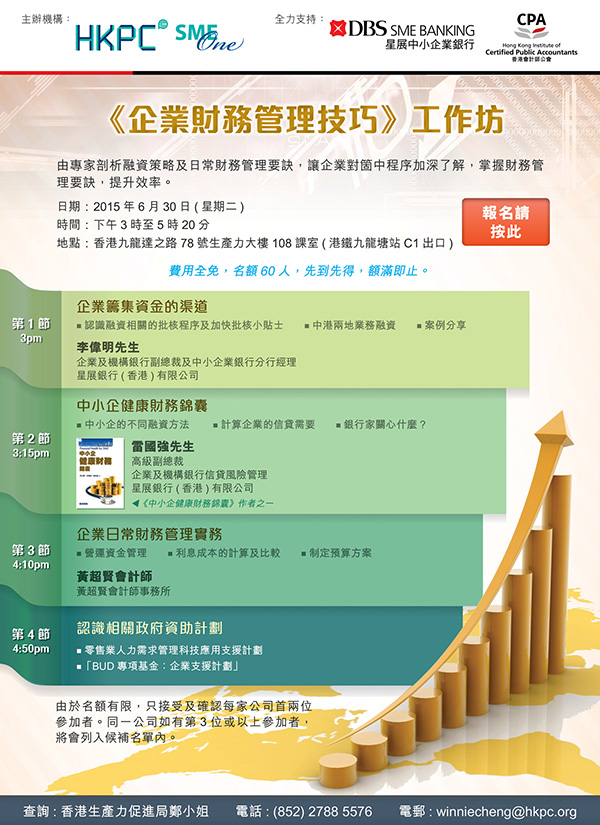 主辦機構：
HKPC SME One
全力支持：
DBS SME BANKING
星展中小企業銀行
CPA
Hong Kong Institute of
Certified Public Accountants
香港會計師公會
《企業財務管理技巧》工作坊
由專家剖析融資策略及日常財務管理要訣，讓企業對箇中程序加深了解，掌握財務管
理要訣，提升效率。
日期：2015 年 6 月 30 日 ( 星期二 )
時間：下午 3 時至 5 時 20 分
地點：香港九龍達之路 78 號生產力大樓 108 課室 ( 港鐵九龍塘站 C1 出口 )
報名請
按此
費用全免，名額 60 人，先到先得，額滿即止。
第 1 節
3pm
企業籌集資金的渠道
■ 認識融資相關的批核程序及加快批核小貼士 ■ 中港兩地業務融資 ■ 案例分享
李偉明先生
企業及機構銀行副總裁及中小企業銀行分行經理
星展銀行 ( 香港 ) 有限公司
第 2 節
3:15pm
中小企健康財務錦囊
■ 中小企的不同融資方法 ■ 計算企業的信貸需要 ■ 銀行家關心什麼？
中小企
健康財務
錦囊
雷國強先生
高級副總裁
企業及機構銀行信貸風險管理
星展銀行 ( 香港 ) 有限公司
◀《中小企健康財務錦囊》作者之一
第 3 節
4:10pm
企業日常財務管理實務
■ 營運資金管理 ■ 利息成本的計算及比較 ■ 制定預算方案
黃超賢會計師
黃超賢會計師事務所
第 4 節
4:50pm
認識相關政府資助計劃
■ 零售業人力需求管理科技應用支援計劃
■「BUD 專項基金：企業支援計劃」
由於名額有限，只接受及確認每家公司首兩位
參加者。同一公司如有第 3 位或以上參加者，
將會列入候補名單內。
查詢 : 香港生產力促進局鄭小姐 電話 : (852) 2788 5576 電郵 : winniecheng@hkpc.org